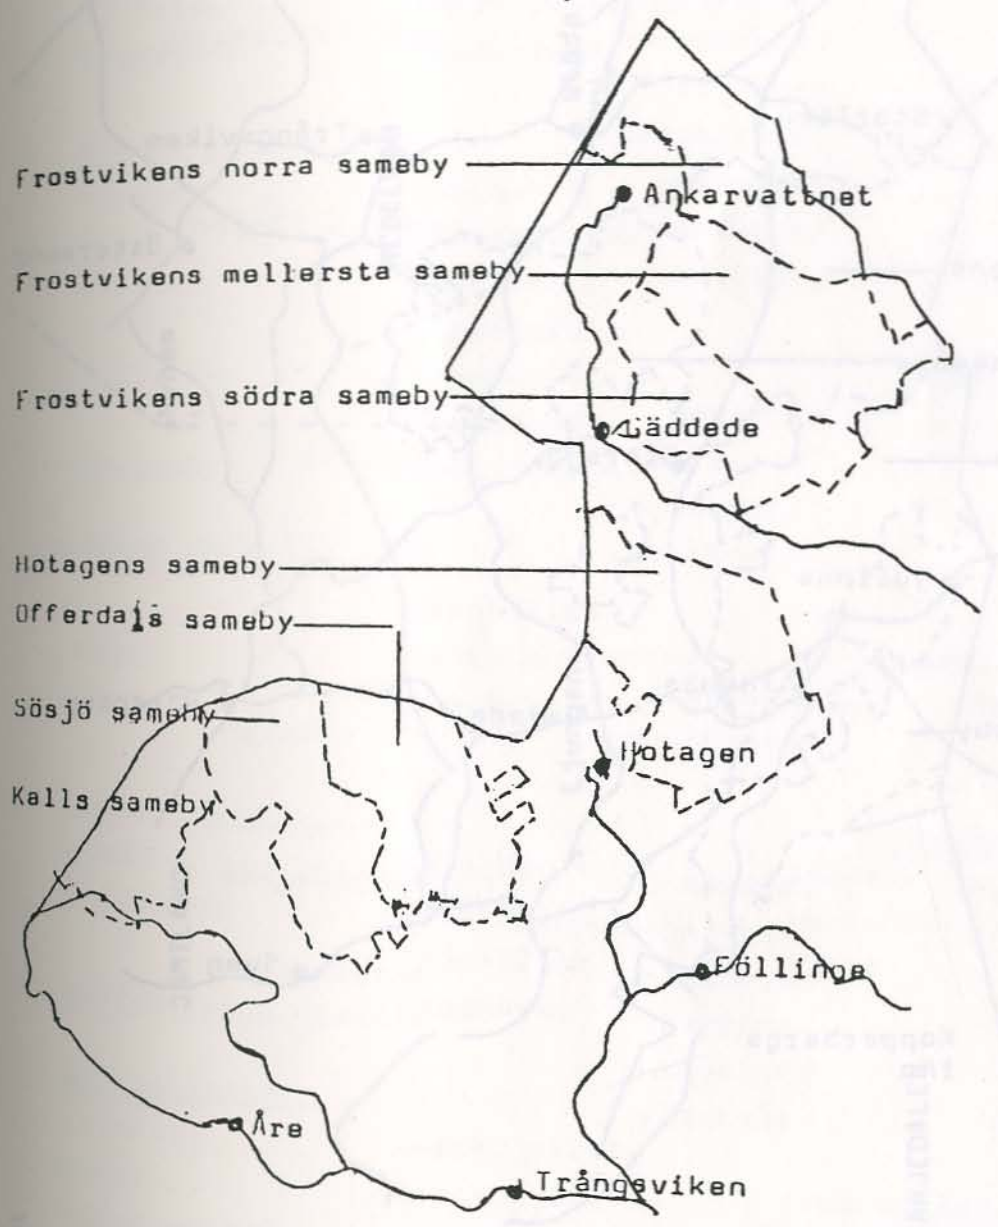 Frostvikens norra sameby
Ankarvattnet
Frostvikens mellersta sameby
Frostvikens södra sameby
Gäddede
Hotagens sameby
Offerdals sameby
Sösjö sameby
Hotagen
Kalls sameby
Föllinge
Åre
Trångsviken